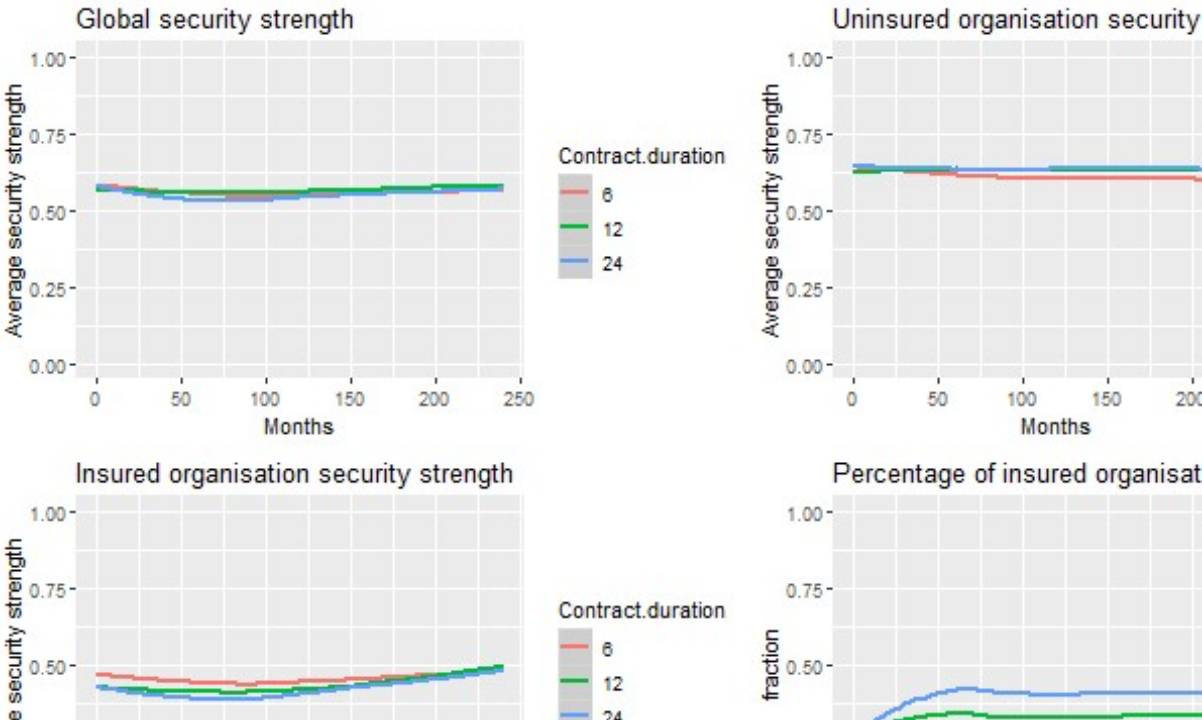 Global security strength
Average security strength
1.00
0.75
0.50
0.25
0.00
0 50 100 150 200 250
Months
Contract.duration
6
12
24
Uninsured organisation security
Average security strength
1.00
0.75
0.50
0.25
0.00
0 50 100 150 200
Months
Insured organisation security strength
security strength
1.00
0.75
0.50
Contract.duration
6
12
24
Percentage of insured
fraction
1.00
0.75
0.50